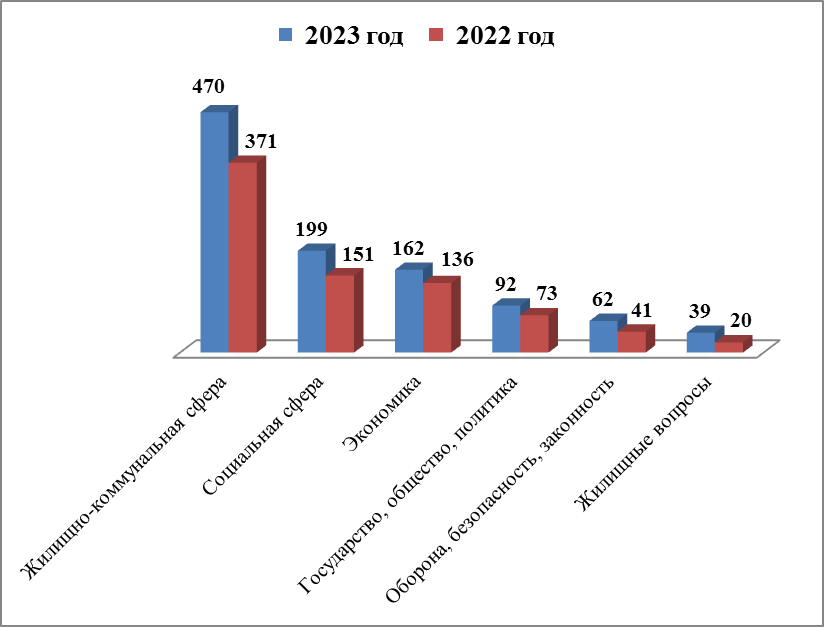 2023 год 2022 год
470
371
199
151
162
136
92
73
62
41
39
20
Жилищно-коммунальная сфера
Социальная сфера
Экономика
Государство, общество, политика
Оборона, безопасность, законность
Жилищные вопросы